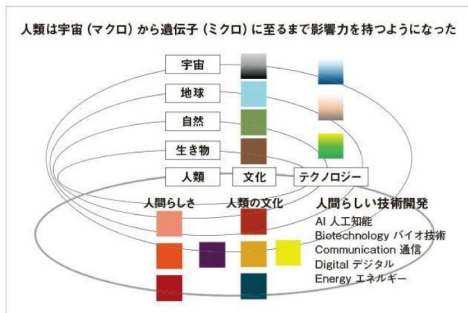 人類は宇宙（マクロ）から遺伝子（ミクロ）に至るまで影響力を持つようになった
宇宙
地球
自然
生き物
人類
文化
テクノロジー
人間らしさ
人類の文化
人間らしい技術開発
AI 人工知能
Biotechnology バイオ技術
Communication 通信
Digital デジタル
Energy エネルギー